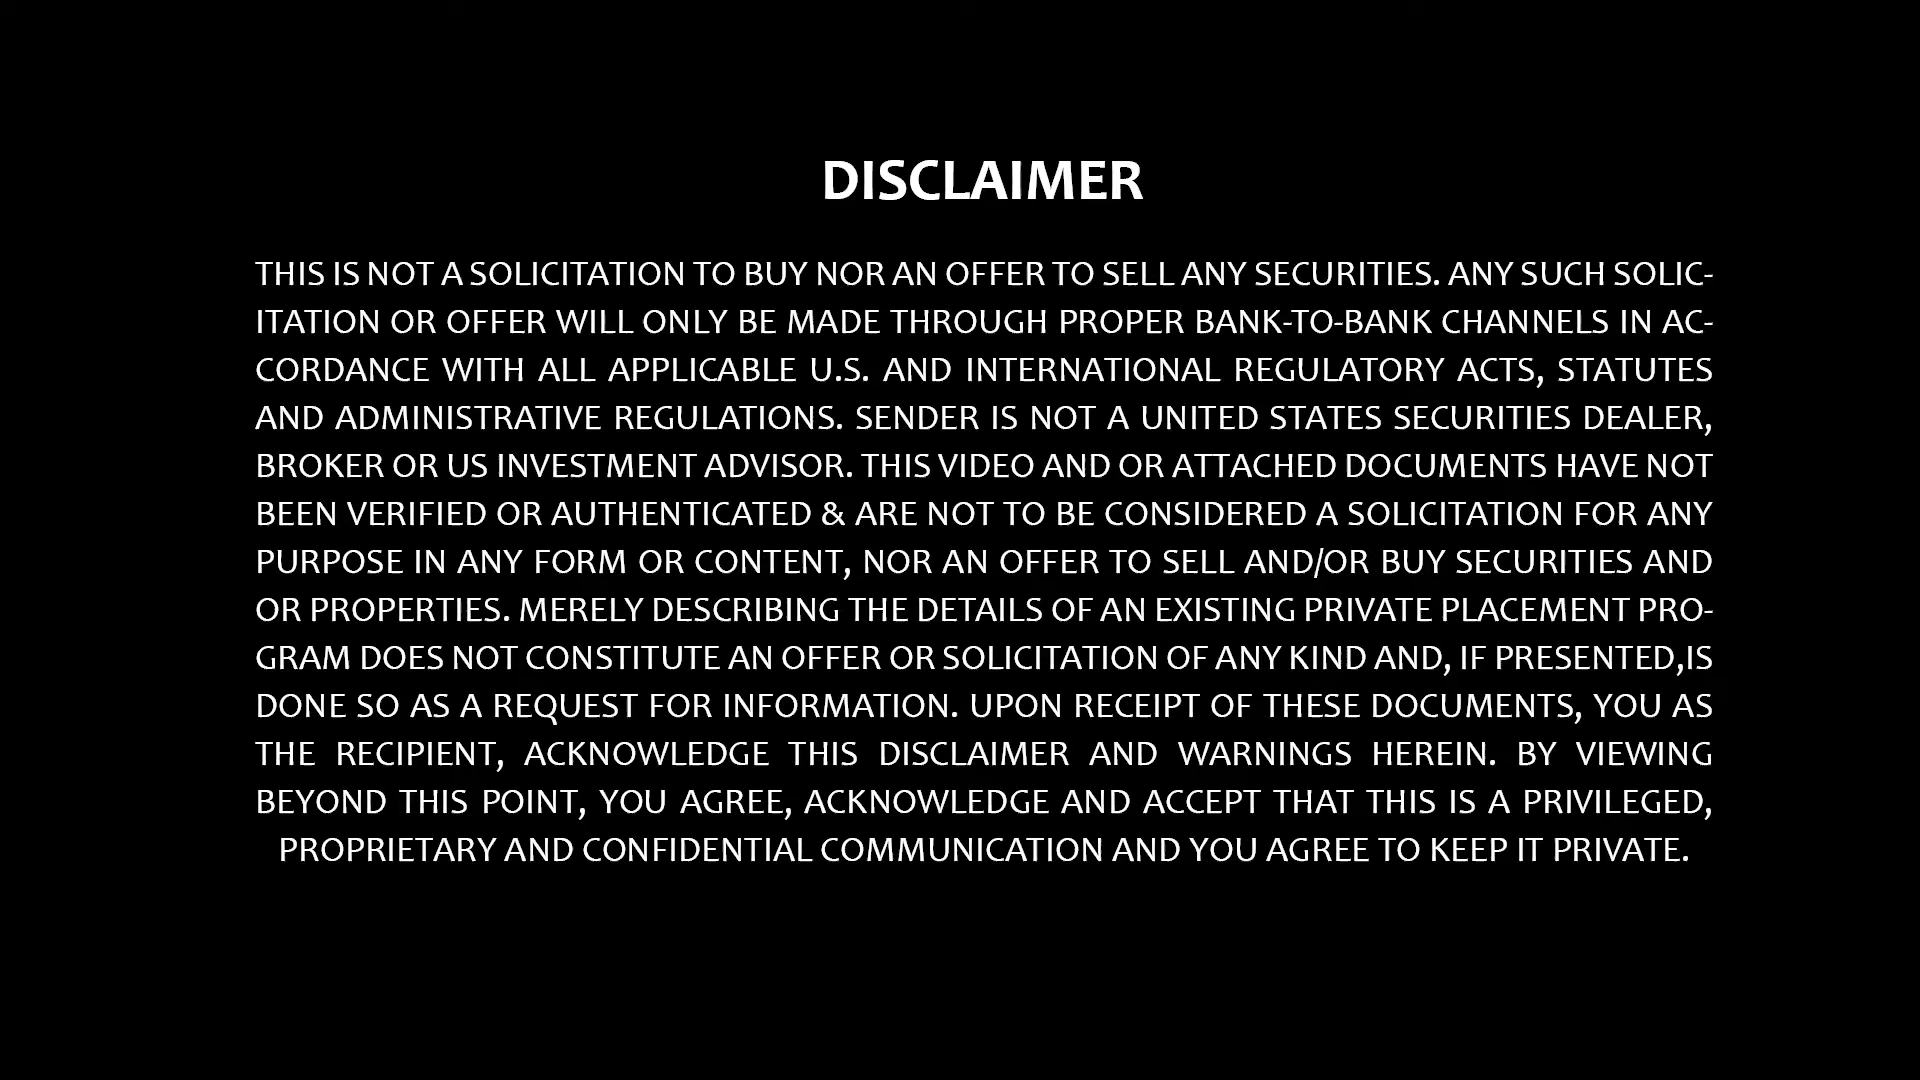 DISCLAIMER
THIS IS NOT A SOLICITATION TO BUY NOR AN OFFER TO SELL ANY SECURITIES. ANY SUCH SOLIC-
ITATION OR OFFER WILL ONLY BE MADE THROUGH PROPER BANK-TO-BANK CHANNELS IN AC-
CORDANCE WITH ALL APPLICABLE U.S. AND INTERNATIONAL REGULATORY ACTS, STATUTES
AND ADMINISTRATIVE REGULATIONS. SENDER IS NOT A UNITED STATES SECURITIES DEALER,
BROKER OR US INVESTMENT ADVISOR. THIS VIDEO AND OR ATTACHED DOCUMENTS HAVE NOT
BEEN VERIFIED OR AUTHENTICATED & ARE NOT TO BE CONSIDERED A SOLICITATION FOR ANY
PURPOSE IN ANY FORM OR CONTENT, NOR AN OFFER TO SELL AND/OR BUY SECURITIES AND
OR PROPERTIES. MERELY DESCRIBING THE DETAILS OF AN EXISTING PRIVATE PLACEMENT PRO-
GRAM DOES NOT CONSTITUTE AN OFFER OR SOLICITATION OF ANY KIND AND, IF PRESENTED,IS
DONE SO AS A REQUEST FOR INFORMATION. UPON RECEIPT OF THESE DOCUMENTS, YOU AS
THE RECIPIENT, ACKNOWLEDGE THIS DISCLAIMER AND WARNINGS HEREIN. BY VIEWING
BEYOND THIS POINT, YOU AGREE, ACKNOWLEDGE AND ACCEPT THAT THIS IS A PRIVILEGED,
PROPRIETARY AND CONFIDENTIAL COMMUNICATION AND YOU AGREE TO KEEP IT PRIVATE.